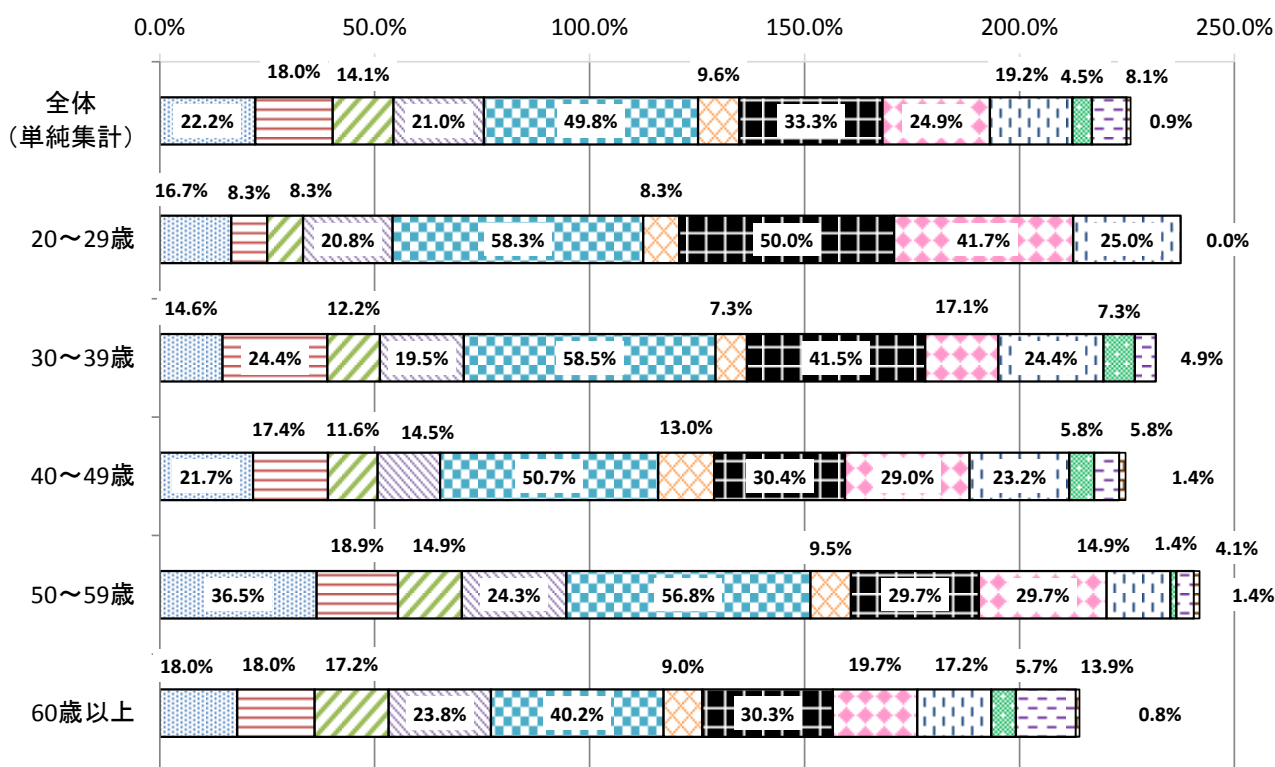 0.0% 50.0% 100.0% 150.0% 200.0% 250.0%
18.0% 14.1% 9.6% 19.2% 4.5% 8.1%
全体
(単純集計)
22.2% 21.0% 49.8% 33.3% 24.9% 0.9%
16.7% 8.3% 8.3% 8.3%
20～29歳 20.8% 58.3% 50.0% 41.7% 25.0% 0.0%
14.6% 12.2% 7.3% 17.1% 7.3%
30～39歳 24.4% 19.5% 58.5% 41.5% 24.4% 4.9%
17.4% 11.6% 14.5% 13.0% 5.8% 5.8%
40～49歳 21.7% 50.7% 30.4% 29.0% 23.2% 1.4%
18.9% 14.9% 9.5% 14.9% 1.4% 4.1%
50～59歳 36.5% 24.3% 56.8% 29.7% 29.7% 1.4%
18.0% 18.0% 17.2% 9.0% 19.7% 17.2% 5.7% 13.9%
60歳以上 23.8% 40.2% 30.3% 0.8%